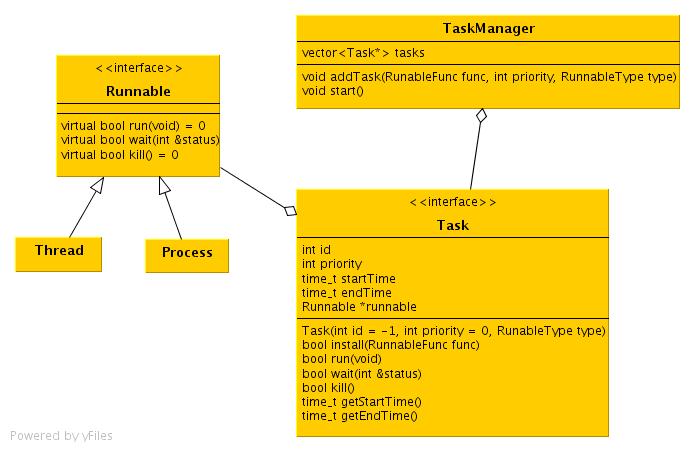 TaskManager
vector<Task*> tasks
void addTask(RunableFunc func, int priority, RunnableType type)
void start()
<<interface>>
Runnable
virtual bool run(void) = 0
virtual bool wait(int &status)
virtual bool kill() = 0
Thread
Process
<<interface>>
Task
int id
int priority
time_t startTime
time_t endTime
Runnable *runnable
Task(int id = -1, int priority = 0, RunableType type)
bool install(RunnableFunc func)
bool run(void)
bool wait(int &status)
bool kill()
time_t getStartTime()
time_t getEndTime()
Powered by yFiles